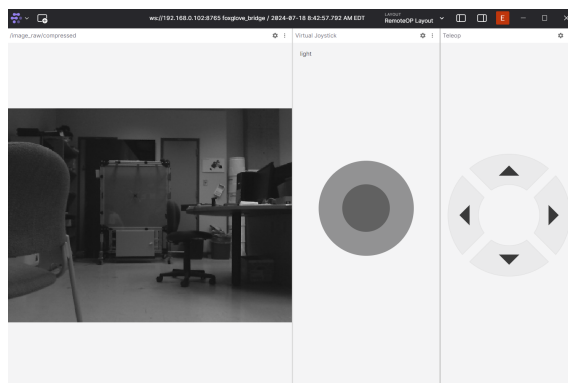 ws://192.168.0.102:8765 foxglove_bridge / 2024-07-18 8:42:57.792 AM EDT
LAYOUT
RemoteOP Layout
E
/image_raw/compressed
Virtual Joystick
Teleop
light